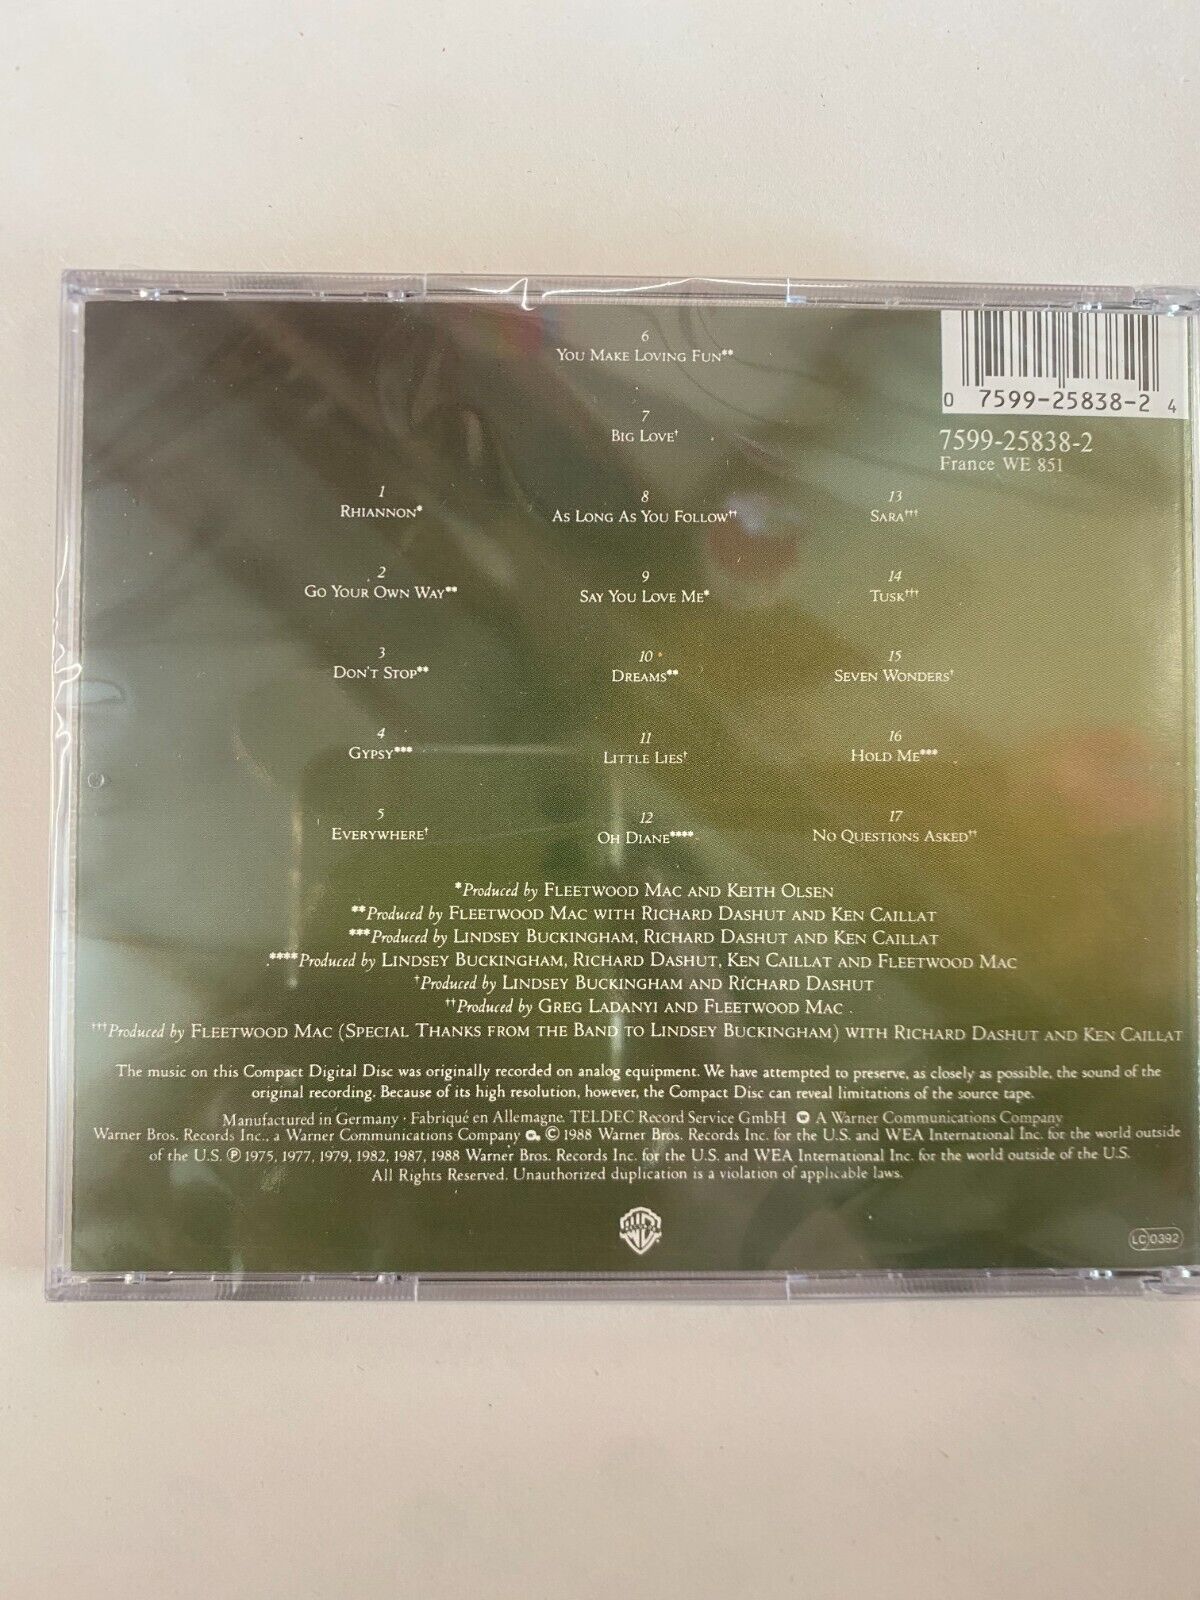 6
YOU MAKE LOVING FUN**
7
BIG LOVE†
1
RHIANNON*
2
GO YOUR OWN WAY**
3
DON'T STOP**
4
GYPSY***
5
EVERYWHERE†
8
AS LONG AS YOU FOLLOW††
9
SAY YOU LOVE ME*
10
DREAMS**
11
LITTLE LIES†
12
OH DIANE****
13
SARA†††
14
TUSK†††
15
SEVEN WONDERS†
16
HOLD ME***
17
NO QUESTIONS ASKED††
0 7599-25838-2 4
7599-25838-2
France WE 851
*Produced by FLEETWOOD MAC AND KEITH OLSEN
**Produced by FLEETWOOD MAC WITH RICHARD DASHUT AND KEN CAILLAT
***Produced by LINDSEY BUCKINGHAM, RICHARD DASHUT AND KEN CAILLAT
****Produced by LINDSEY BUCKINGHAM, RICHARD DASHUT, KEN CAILLAT AND FLEETWOOD MAC
†Produced by LINDSEY BUCKINGHAM AND RICHARD DASHUT
††Produced by GREG LADANYI AND FLEETWOOD MAC
†††Produced by FLEETWOOD MAC (SPECIAL THANKS FROM THE BAND TO LINDSEY BUCKINGHAM) WITH RICHARD DASHUT AND KEN CAILLAT
The music on this Compact Digital Disc was originally recorded on analog equipment. We have attempted to preserve, as closely as possible, the sound of the
original recording. Because of its high resolution, however, the Compact Disc can reveal limitations of the source tape.
Manufactured in Germany · Fabriqué en Allemagne. TELDEC Record Service GmbH A Warner Communications Company
Warner Bros. Records Inc., a Warner Communications Company © 1988 Warner Bros. Records Inc. for the U.S. and WEA International Inc. for the world outside
of the U.S. ℗ 1975, 1977, 1979, 1982, 1987, 1988 Warner Bros. Records Inc. for the U.S. and WEA International Inc. for the world outside of the U.S.
All Rights Reserved. Unauthorized duplication is a violation of applicable laws.
WB
LC 0392